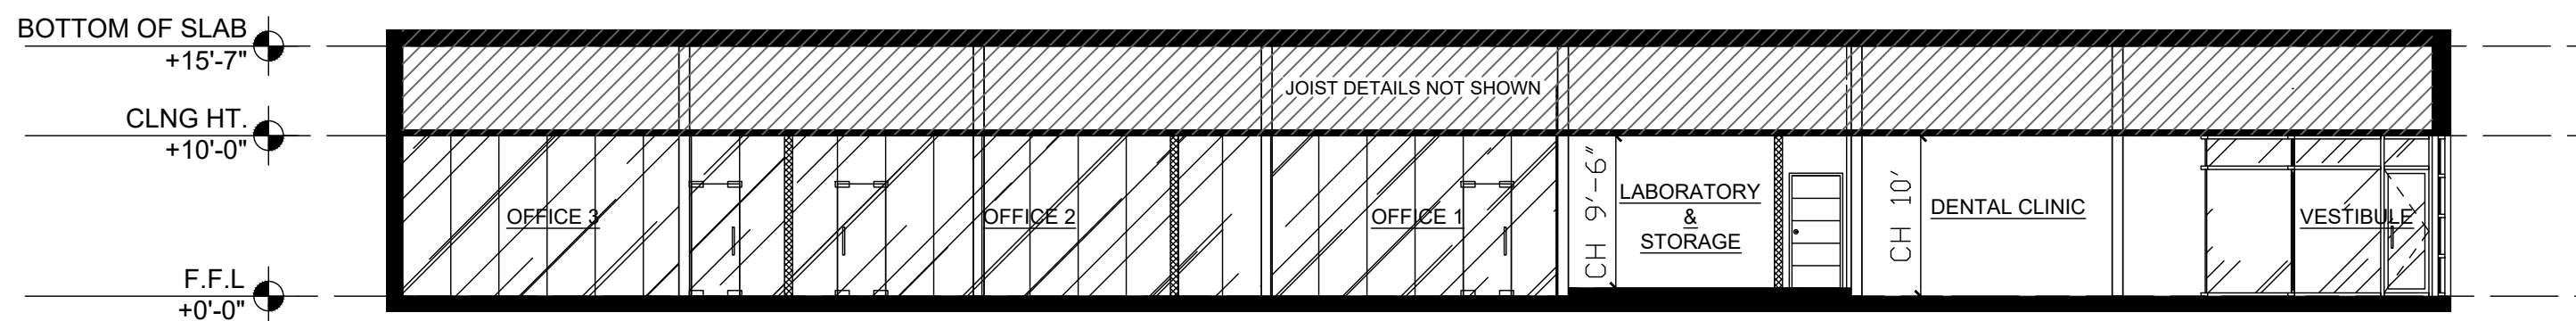 BOTTOM OF SLAB
+15'-7"
JOIST DETAILS NOT SHOWN
CLNG HT.
+10'-0"
OFFICE 3
OFFICE 2
OFFICE 1
CH 9'-6"
LABORATORY
&
STORAGE
CH 10'
DENTAL CLINIC
VESTIBULE
F.F.L
+0'-0"